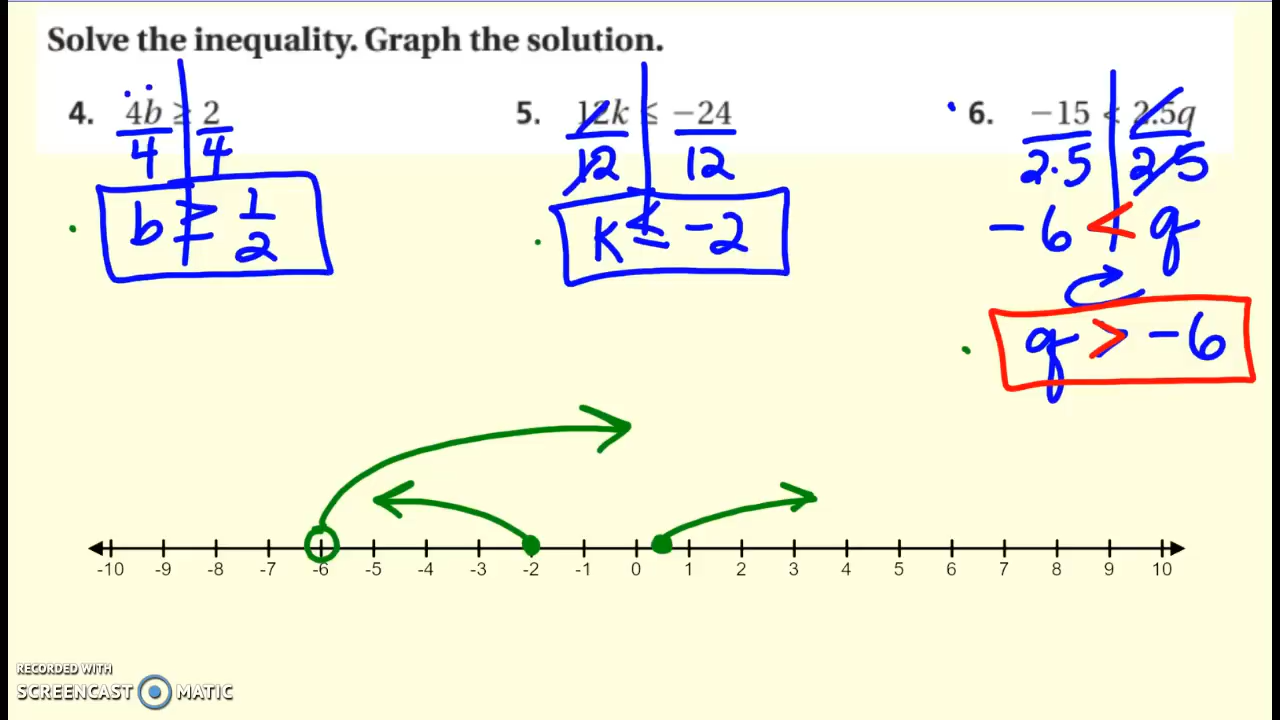 Solve the inequality. Graph the solution.
4. 4b ≥ 2
4 4
b ≥ 1/2
5. 12k ≤ −24
12 12
k ≤ −2
6. −15 < 2.5q
2.5 2.5
−6 < q
q > −6
-10 -9 -8 -7 -6 -5 -4 -3 -2 -1 0 1 2 3 4 5 6 7 8 9 10
RECORDED WITH
SCREENCAST MATIC